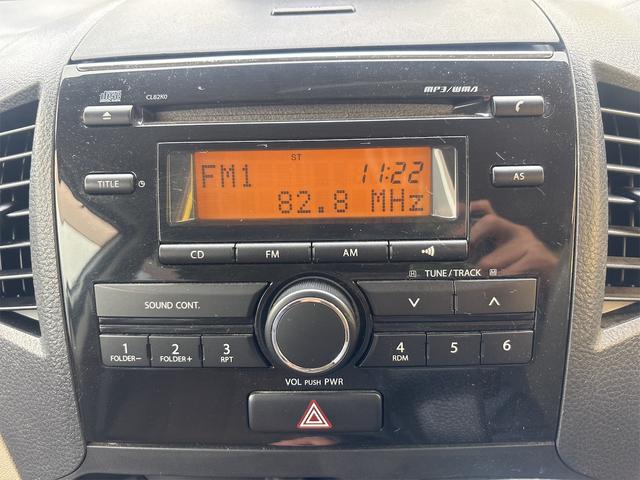 CL82K0
MP3/WMA
TITLE
AS
ST
FM1 11:22
82.8 MHz
CD FM AM
TUNE/TRACK
SOUND CONT.
1 FOLDER- 2 FOLDER+ 3 RPT
4 RDM 5 6
VOL PUSH PWR